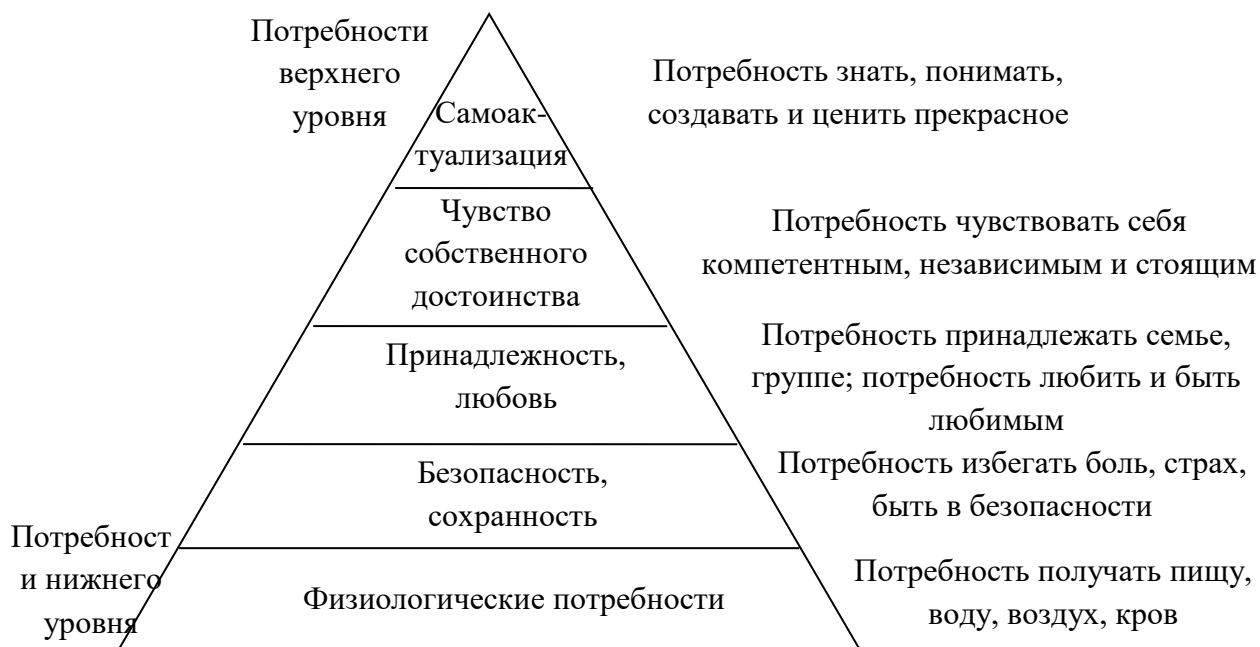 Потребности
верхнего
уровня
Самоак-
туализация
Потребность знать, понимать,
создавать и ценить прекрасное
Чувство
собственного
достоинства
Потребность чувствовать себя
компетентным, независимым и стоящим
Принадлежность,
любовь
Потребность принадлежать семье,
группе; потребность любить и быть
любимым
Безопасность,
сохранность
Потребность избегать боль, страх,
быть в безопасности
Потребност
и нижнего
уровня
Физиологические потребности
Потребность получать пищу,
воду, воздух, кров